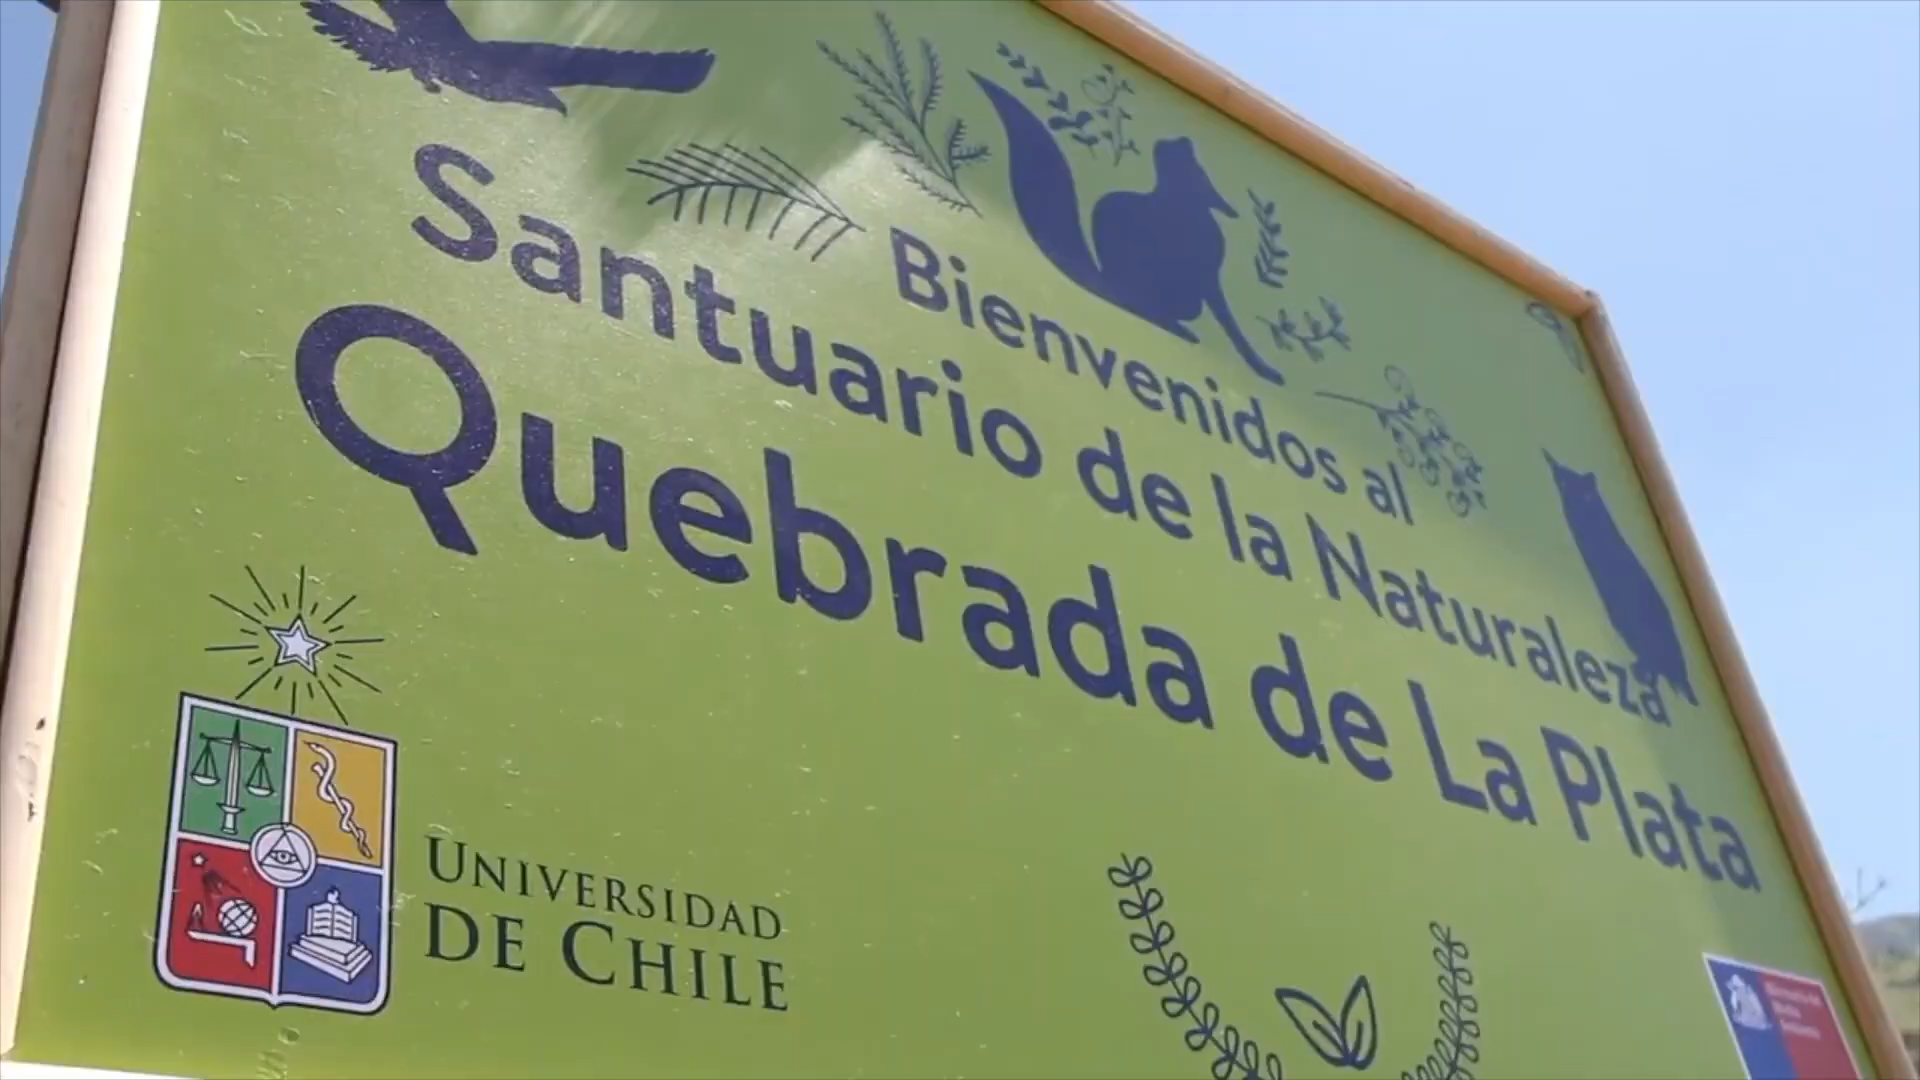 Bienvenidos al
Santuario de la Naturaleza
Quebrada de La Plata
UNIVERSIDAD
DE CHILE